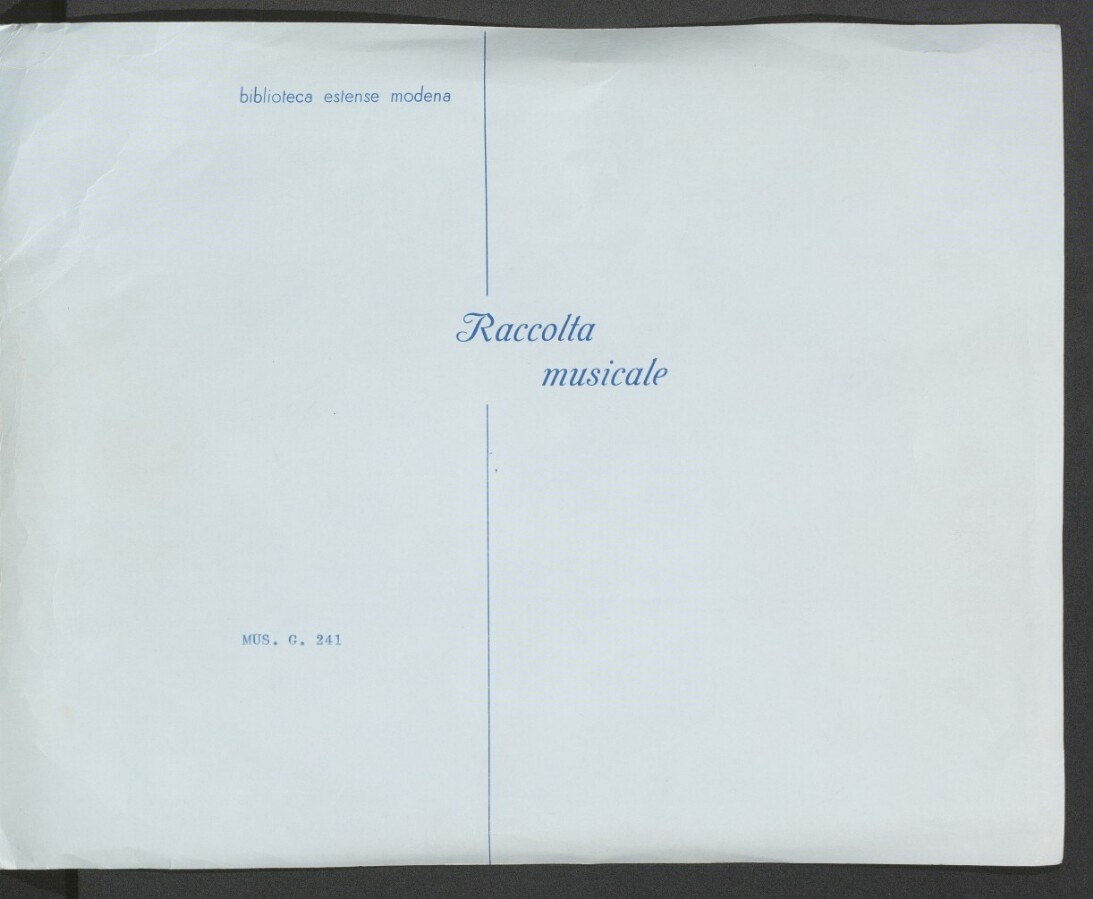 biblioteca estense modena
Raccolta
musicale
MUS. G. 241